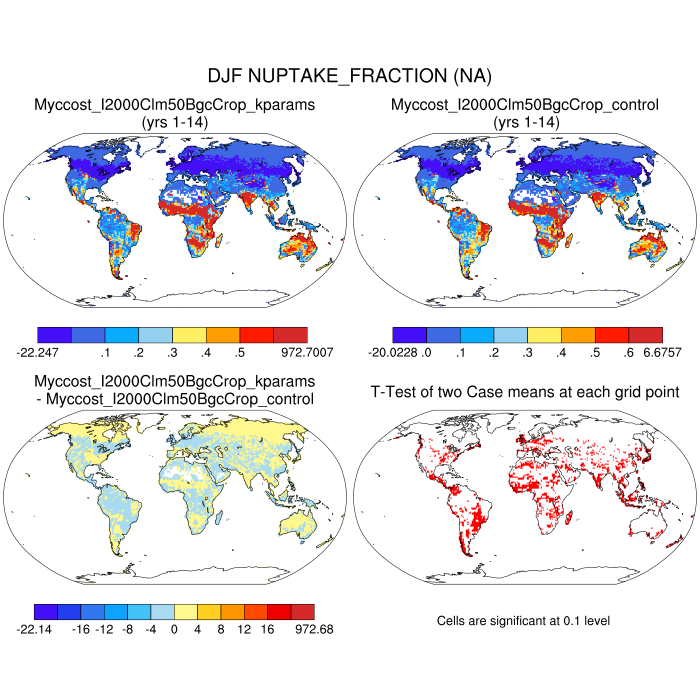 DJF NUPTAKE_FRACTION (NA)
Myccost_I2000Clm50BgcCrop_kparams
(yrs 1-14)
Myccost_I2000Clm50BgcCrop_control
(yrs 1-14)
-22.247 .1 .2 .3 .4 .5 972.7007
-20.0228 .0 .1 .2 .3 .4 .5 .6 6.6757
Myccost_I2000Clm50BgcCrop_kparams
- Myccost_I2000Clm50BgcCrop_control
T-Test of two Case means at each grid point
-22.14 -16 -12 -8 -4 0 4 8 12 16 972.68
Cells are significant at 0.1 level